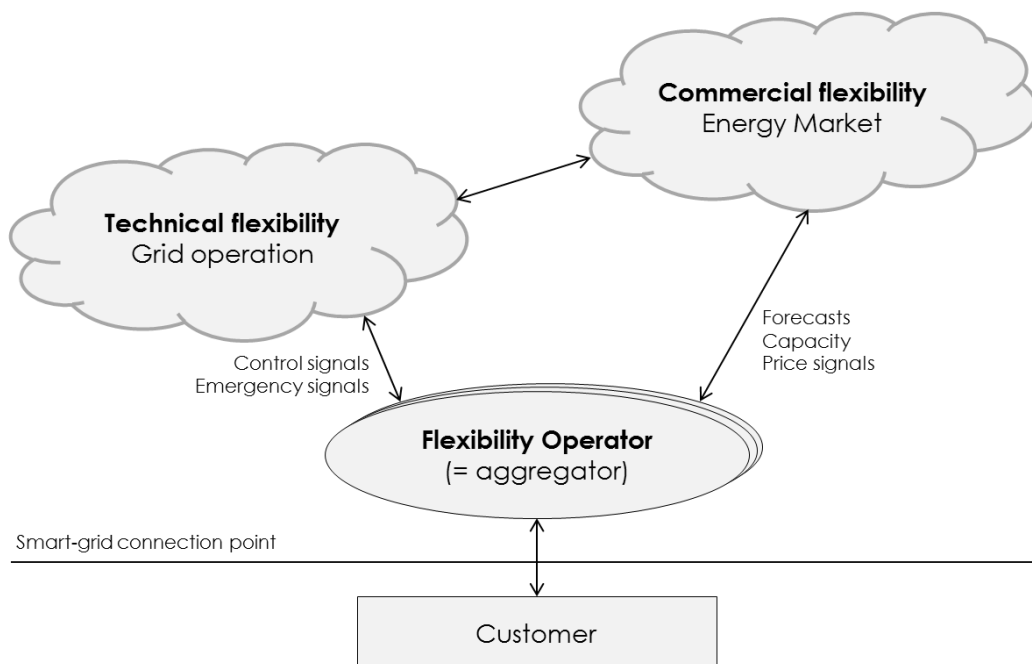 Commercial flexibility
Energy Market
Technical flexibility
Grid operation
Forecasts
Capacity
Price signals
Control signals
Emergency signals
Flexibility Operator
(= aggregator)
Smart-grid connection point
Customer